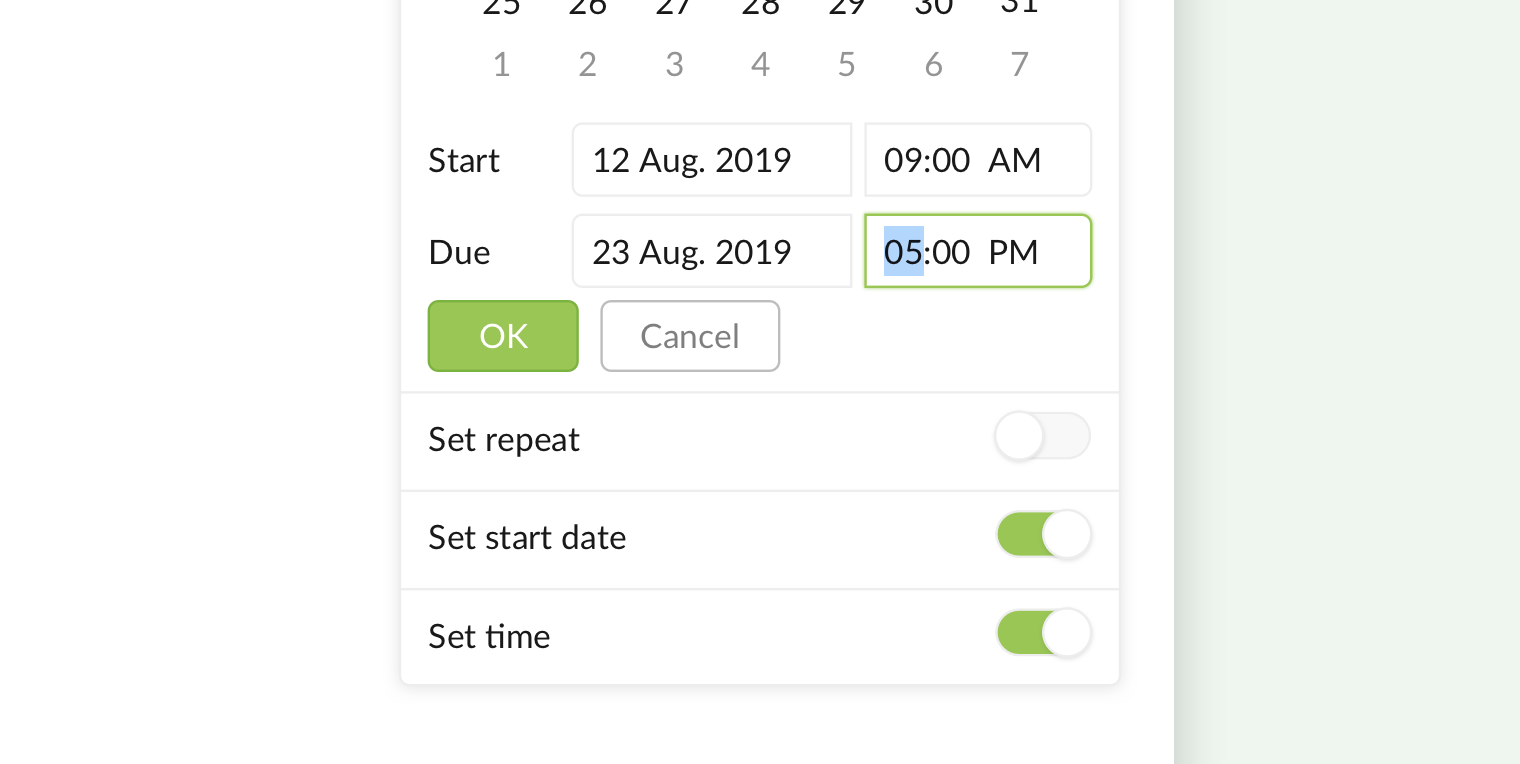 25 26 27 28 29 30 31
1 2 3 4 5 6 7
Start 12 Aug. 2019 09:00 AM
Due 23 Aug. 2019 05:00 PM
OK Cancel
Set repeat
Set start date
Set time